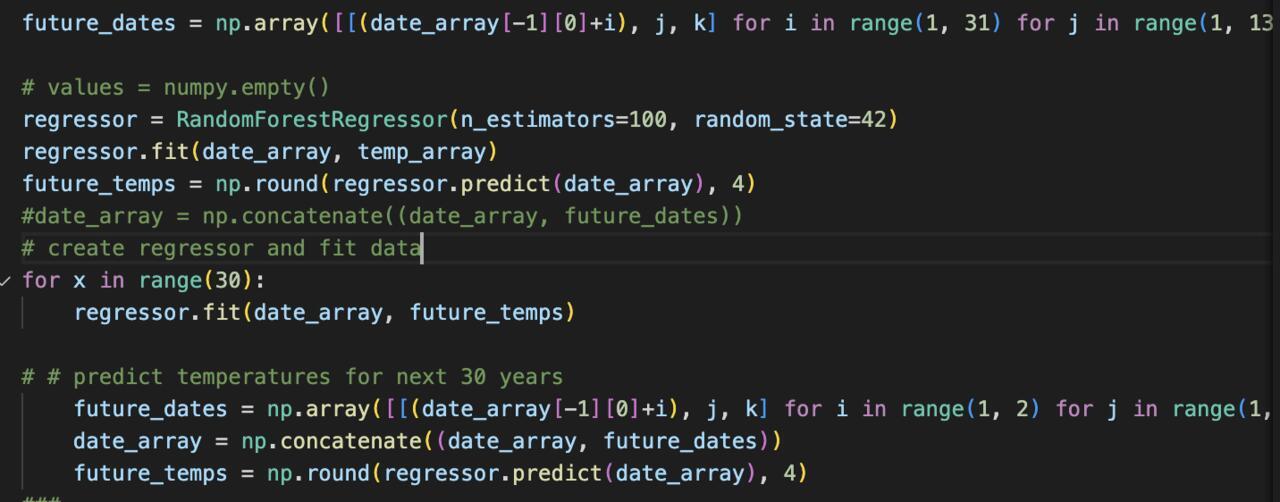 future_dates = np.array([[(date_array[-1][0]+i), j, k] for i in range(1, 31) for j in range(1, 13
# values = numpy.empty()
regressor = RandomForestRegressor(n_estimators=100, random_state=42)
regressor.fit(date_array, temp_array)
future_temps = np.round(regressor.predict(date_array), 4)
#date_array = np.concatenate((date_array, future_dates))
# create regressor and fit data
for x in range(30):
    regressor.fit(date_array, future_temps)
# # predict temperatures for next 30 years
    future_dates = np.array([[(date_array[-1][0]+i), j, k] for i in range(1, 2) for j in range(1,
    date_array = np.concatenate((date_array, future_dates))
    future_temps = np.round(regressor.predict(date_array), 4)
###